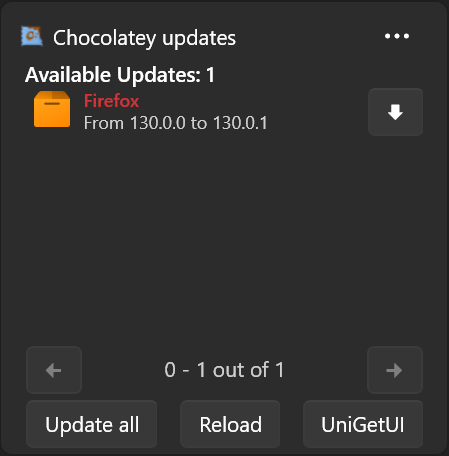 Chocolatey updates
Available Updates: 1
Firefox
From 130.0.0 to 130.0.1
0 - 1 out of 1
Update all
Reload
UniGetUI